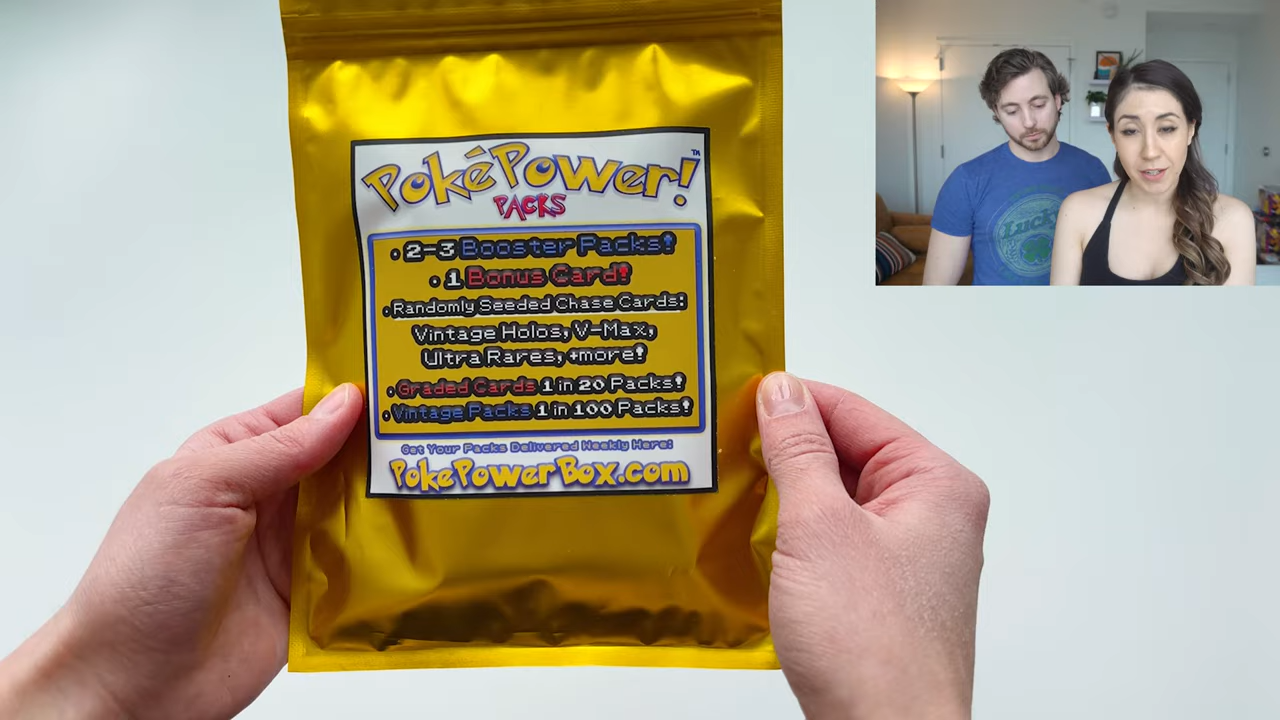 PokéPower!™
PACKS
• 2-3 Booster Packs!
• 1 Bonus Card!
• Randomly Seeded Chase Cards:
Vintage Holos, V-Max,
Ultra Rares, +more!
• Graded Cards 1 in 20 Packs!
• Vintage Packs 1 in 100 Packs!
Get Your Packs Delivered Weekly Here:
PokePowerBox.com
Lucky